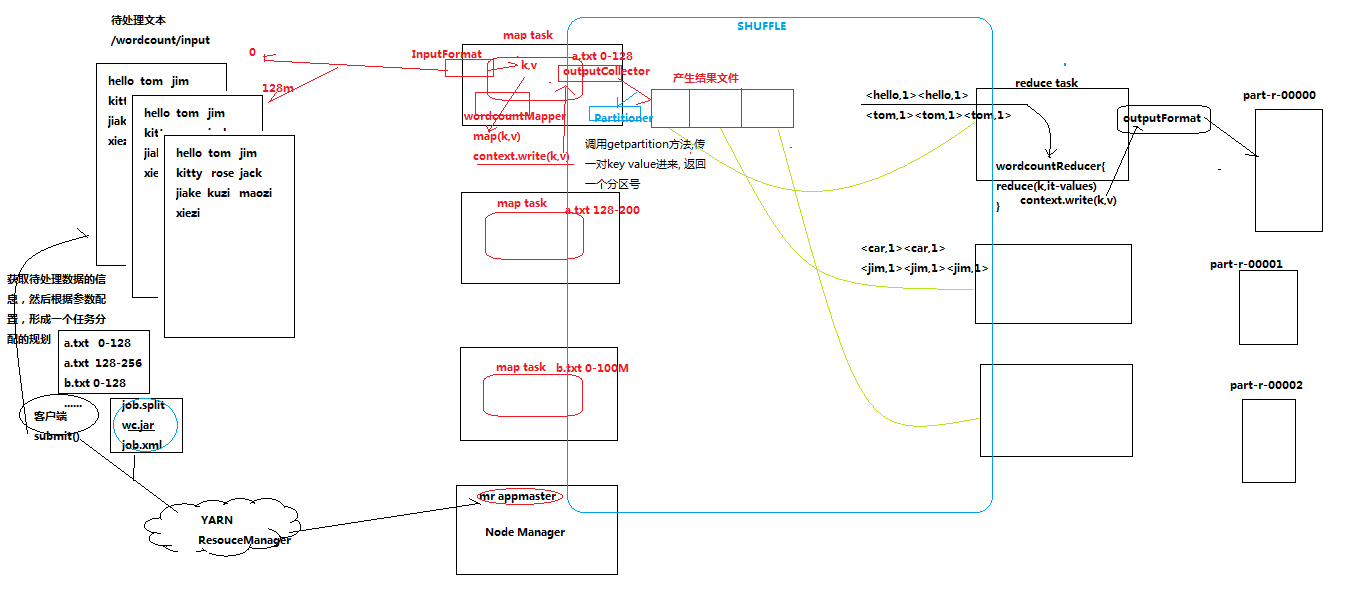 待处理文本
/wordcount/input
hello tom jim
jiak
xiez
hello tom jim
xie
hello tom jim
kitty rose jack
jiake kuzi maozi
xiezi
获取待处理数据的信
息，然后根据参数配
置，形成一个任务分
配的规划
a.txt 0-128
a.txt 128-256
b.txt 0-128
......
客户端
submit()
job.split
wc.jar
job.xml
YARN
ResouceManager
0
128m
InputFormat
map task
k,v
a.txt 0-128
outputCollector
wordcountMapper
map(k,v)
context.write(k,v)
Partitioner
产生结果文件
调用getpartition方法,传
一对key value进来, 返回
一个分区号
map task
a.txt 128-200
map task
b.txt 0-100M
mr appmaster
Node Manager
SHUFFLE
<hello,1><hello,1>
<tom,1><tom,1><tom,1>
<car,1><car,1>
<jim,1><jim,1><jim,1>
reduce task
wordcountReducer{
reduce(k,it-values)
context.write(k,v)
}
outputFormat
part-r-00000
part-r-00001
part-r-00002